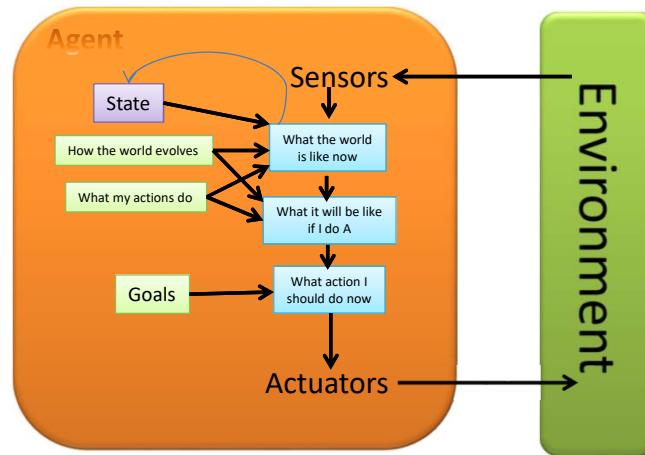 Agent
Sensors
State
What the world
is like now
How the world evolves
What my actions do
What it will be like
if I do A
Goals
What action I
should do now
Actuators
Environment